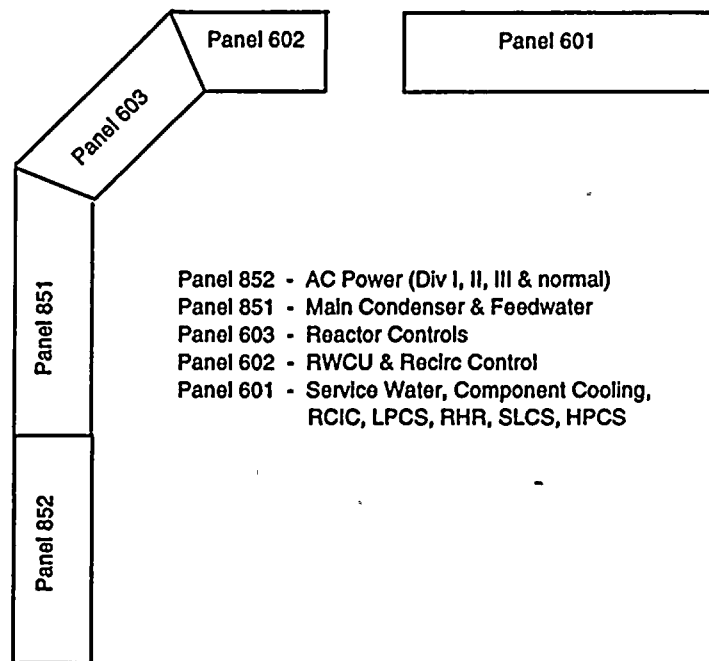 Panel 602
Panel 601
Panel 603
Panel 851
Panel 852 - AC Power (Div I, II, III & normal)
Panel 851 - Main Condenser & Feedwater
Panel 603 - Reactor Controls
Panel 602 - RWCU & Recirc Control
Panel 601 - Service Water, Component Cooling,
RCIC, LPCS, RHR, SLCS, HPCS
Panel 852